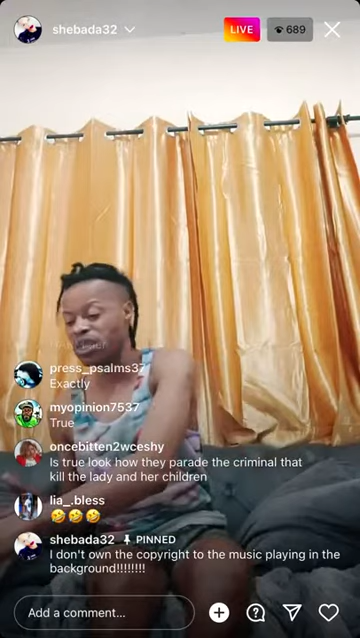 shebada32
LIVE
689
press_psalms37
Exactly
myopinion7537
True
oncebitten2wceshy
Is true look how they parade the criminal that
kill the lady and her children
lia_.bless
🤣🤣🤣
shebada32 PINNED
I don't own the copyright to the music playing in the
background!!!!!!!!
Add a comment...